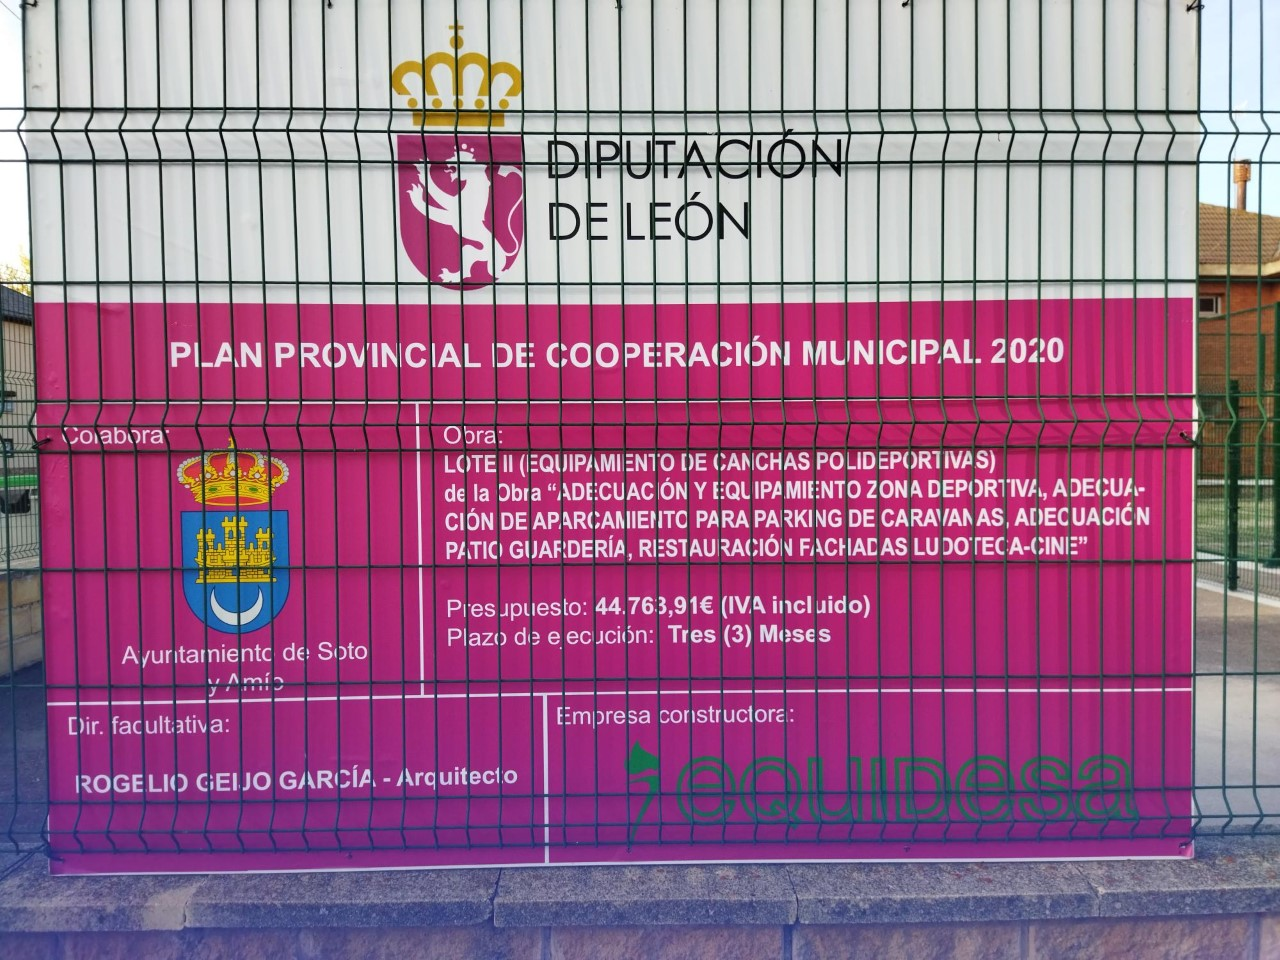 DIPUTACIÓN
DE LEÓN
PLAN PROVINCIAL DE COOPERACIÓN MUNICIPAL 2020
Colabora:
Ayuntamiento de Soto
y Amío
Obra:
LOTE II (EQUIPAMIENTO DE CANCHAS POLIDEPORTIVAS)
de la Obra “ADECUACIÓN Y EQUIPAMIENTO ZONA DEPORTIVA, ADECUA-
CIÓN DE APARCAMIENTO PARA PARKING DE CARAVANAS, ADECUACIÓN
PATIO GUARDERÍA, RESTAURACIÓN FACHADAS LUDOTECA-CINE”
Presupuesto: 44.763,91€ (IVA incluido)
Plazo de ejecución: Tres (3) Meses
Dir. facultativa:
ROGELIO GEIJO GARCÍA - Arquitecto
Empresa constructora:
eQUIDesa